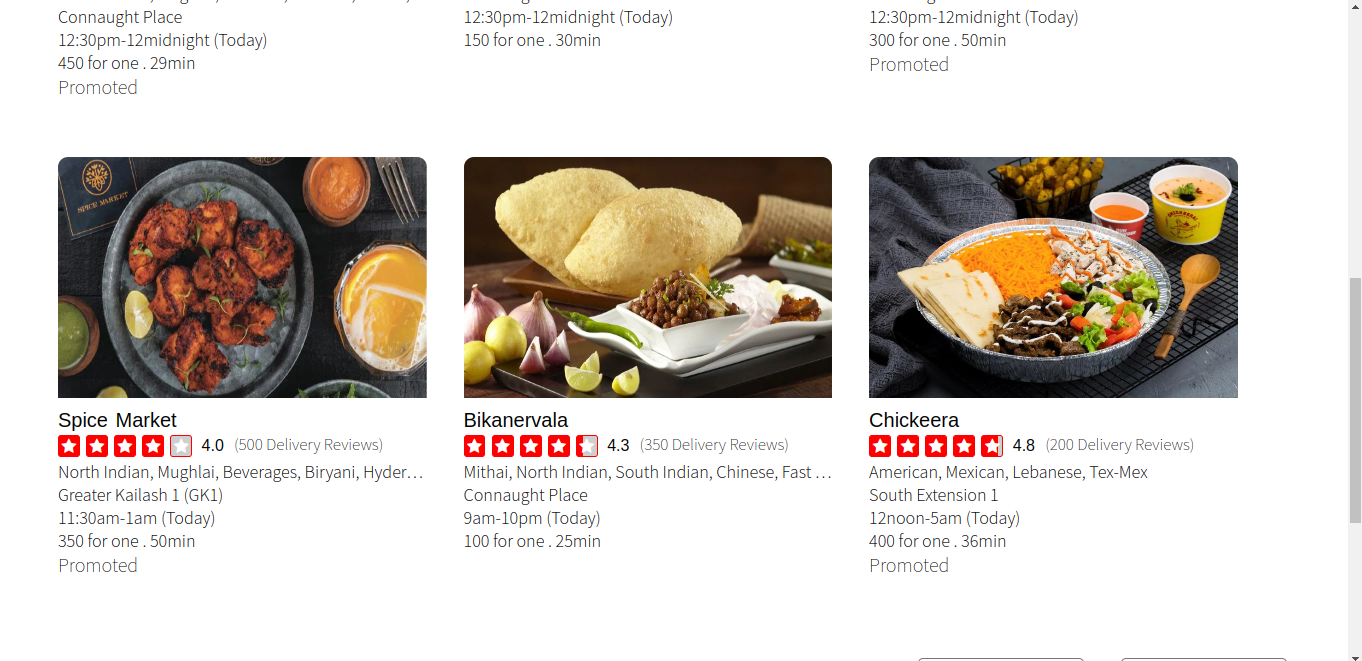 Connaught Place
12:30pm-12midnight (Today)
450 for one . 29min
Promoted
12:30pm-12midnight (Today)
150 for one . 30min
12:30pm-12midnight (Today)
300 for one . 50min
Promoted
SPICE MARKET
Spice Market
4.0 (500 Delivery Reviews)
North Indian, Mughlai, Beverages, Biryani, Hyder…
Greater Kailash 1 (GK1)
11:30am-1am (Today)
350 for one . 50min
Promoted
Bikanervala
4.3 (350 Delivery Reviews)
Mithai, North Indian, South Indian, Chinese, Fast …
Connaught Place
9am-10pm (Today)
100 for one . 25min
Chickeera
4.8 (200 Delivery Reviews)
American, Mexican, Lebanese, Tex-Mex
South Extension 1
12noon-5am (Today)
400 for one . 36min
Promoted